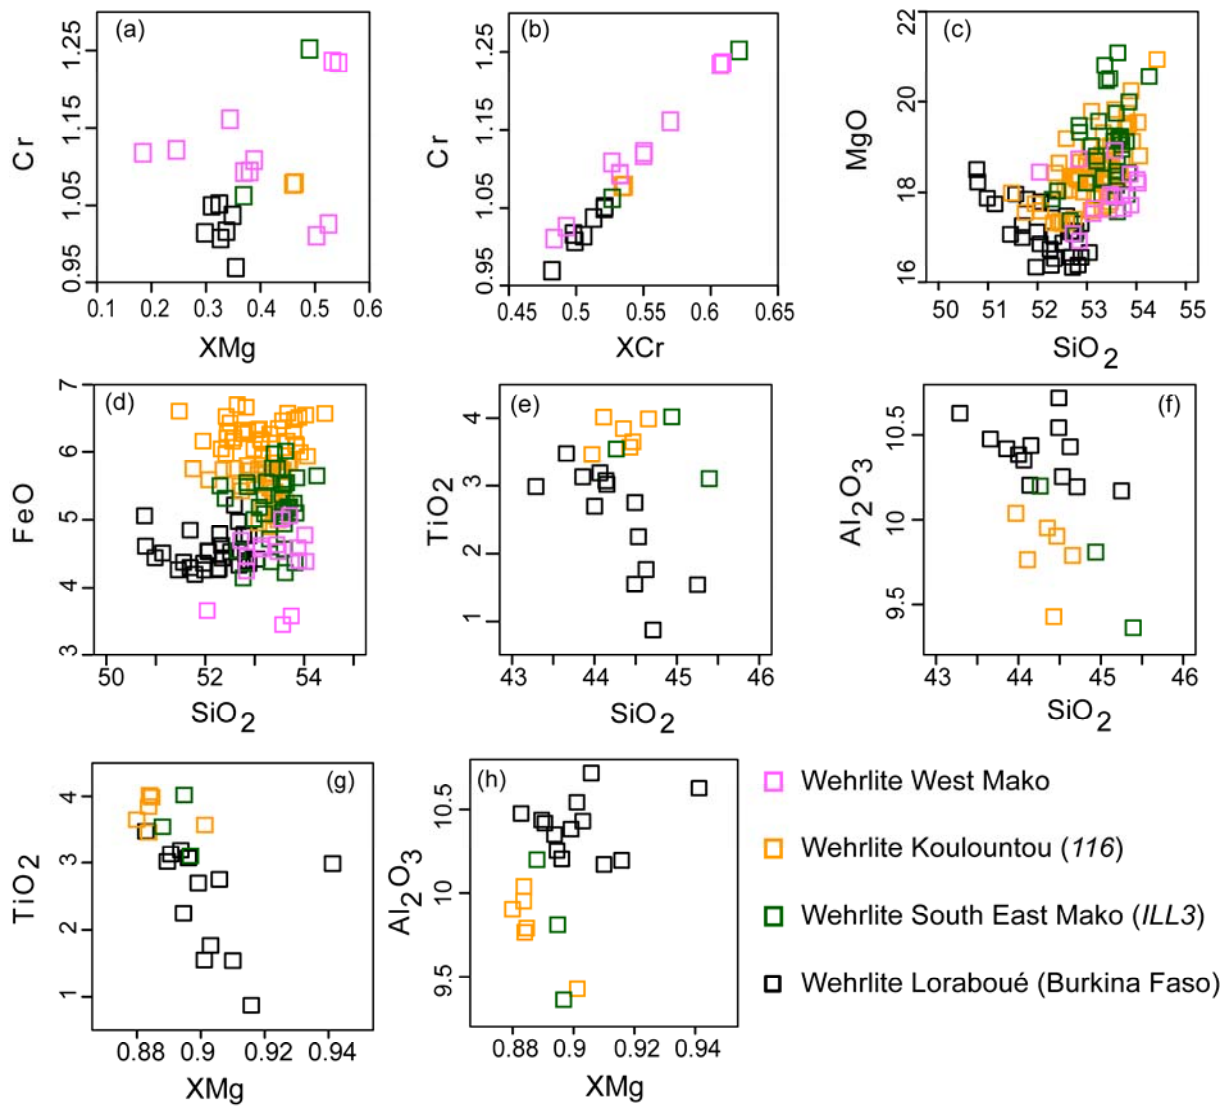 (a)
Cr
1.25
1.15
1.05
0.95
0.1 0.2 0.3 0.4 0.5 0.6
XMg
(b)
Cr
1.25
1.15
1.05
0.95
0.45 0.5 0.55 0.6 0.65
XCr
(c)
MgO
22
20
18
16
50 51 52 53 54 55
SiO2
(d)
FeO
7
6
5
4
3
50 52 54
SiO2
(e)
TiO2
4
3
2
1
43 44 45 46
SiO2
(f)
Al2O3
10.5
10
9.5
43 44 45 46
SiO2
(g)
TiO2
4
3
2
1
0.88 0.9 0.92 0.94
XMg
(h)
Al2O3
10.5
10
9.5
0.88 0.9 0.92 0.94
XMg
Wehrlite West Mako
Wehrlite Koulountou (116)
Wehrlite South East Mako (ILL3)
Wehrlite Loraboué (Burkina Faso)